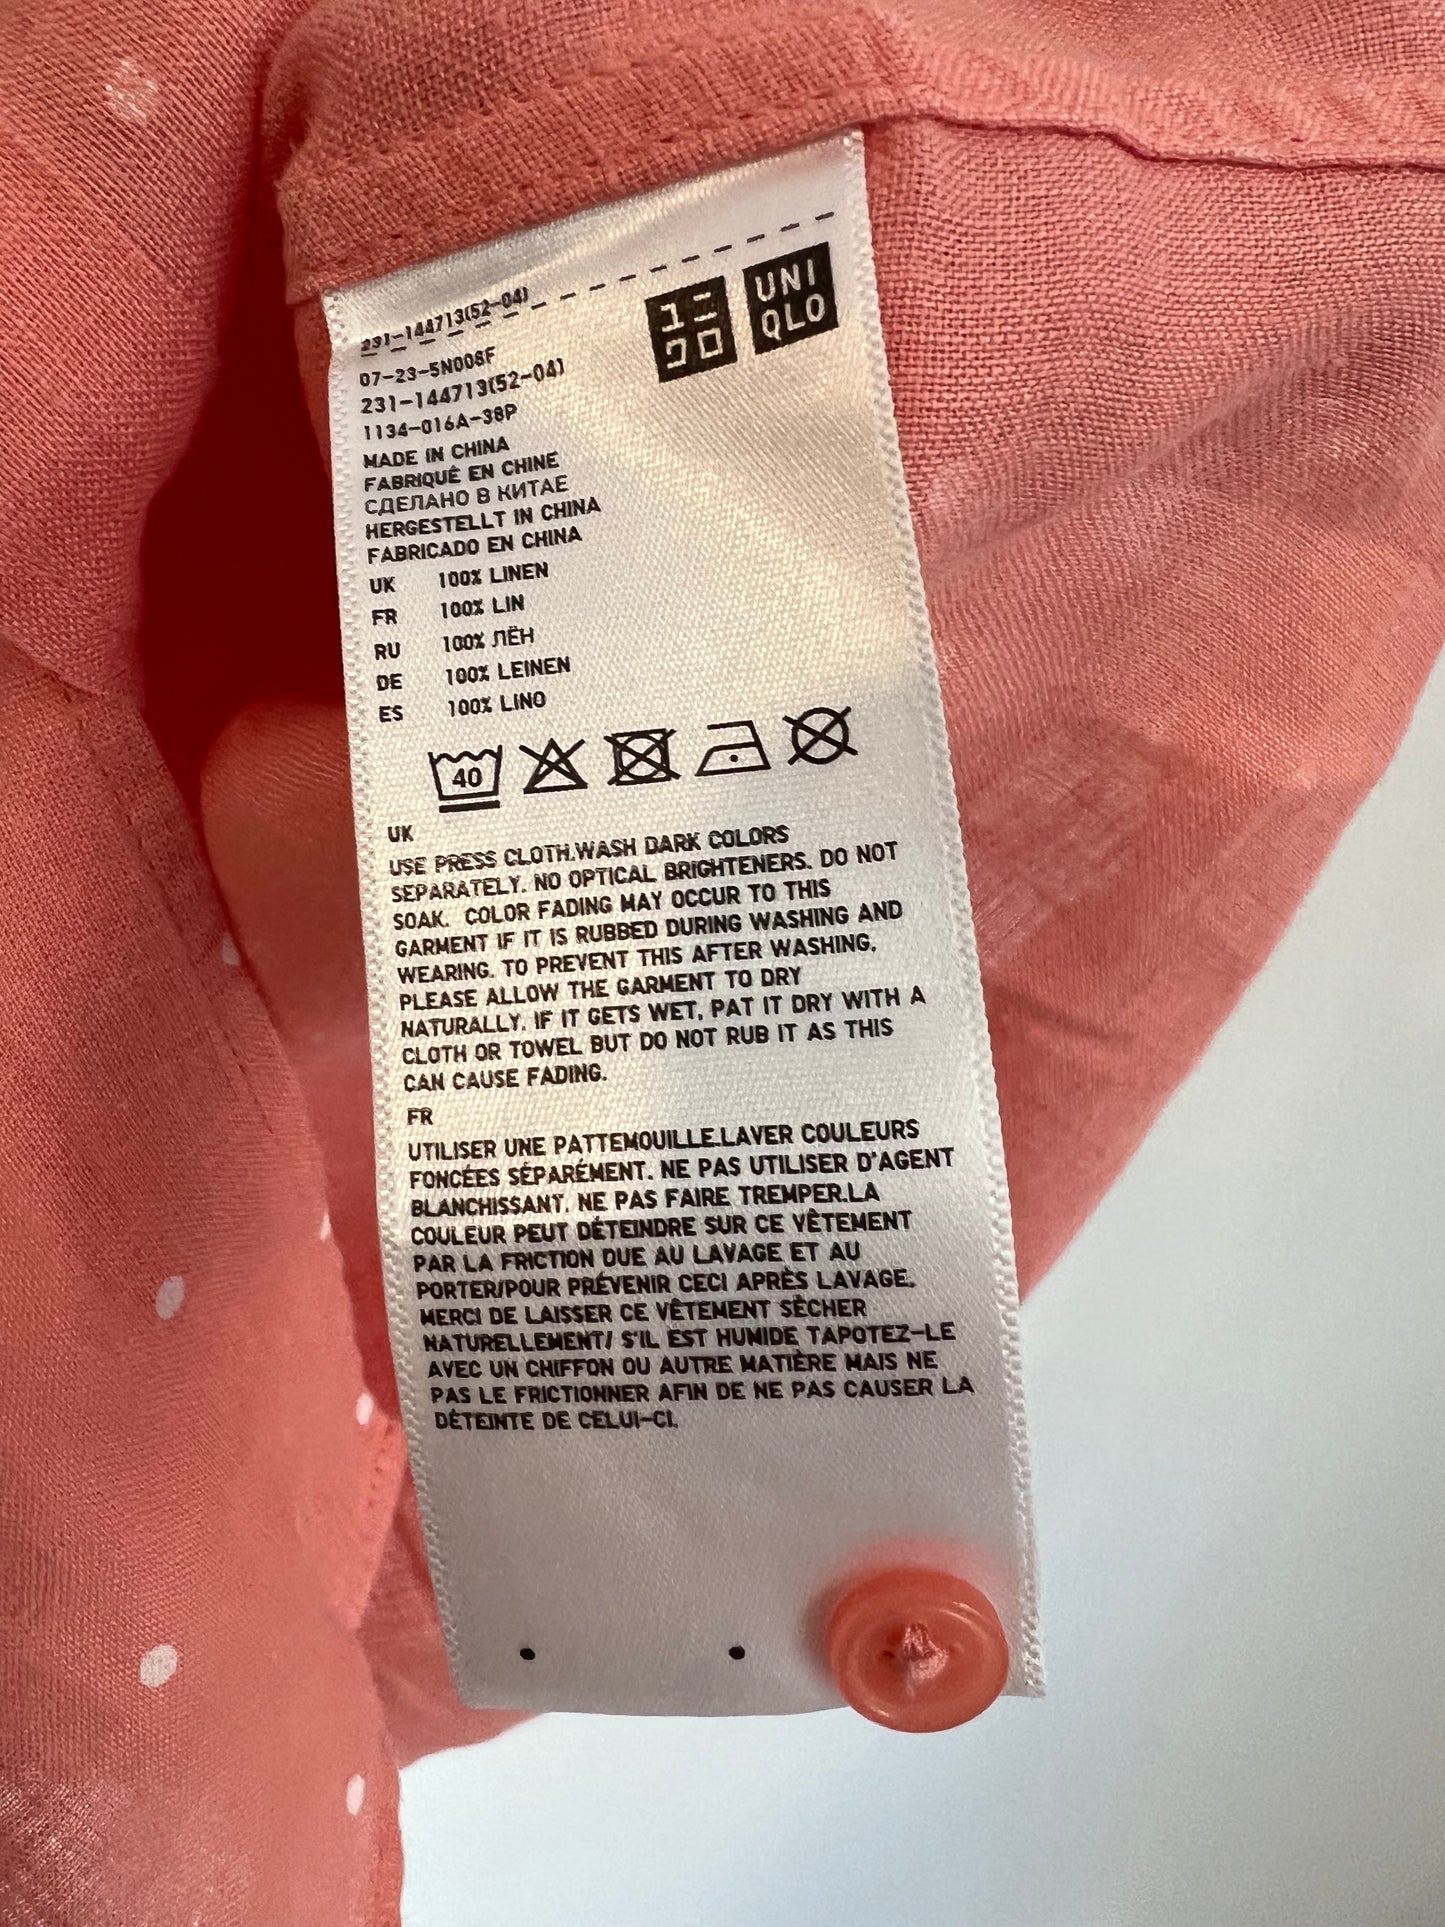 231-144713(52-04)
ユニ
クロ
UNI
QLO
07-23-5N008F
231-144713(52-04)
1134-016A-38P
MADE IN CHINA
FABRIQUÉ EN CHINE
СДЕЛАНО В КИТАЕ
HERGESTELLT IN CHINA
FABRICADO EN CHINA
UK 100% LINEN
FR 100% LIN
RU 100% ЛЁН
DE 100% LEINEN
ES 100% LINO
40
UK
USE PRESS CLOTH.WASH DARK COLORS
SEPARATELY. NO OPTICAL BRIGHTENERS. DO NOT
SOAK. COLOR FADING MAY OCCUR TO THIS
GARMENT IF IT IS RUBBED DURING WASHING AND
WEARING. TO PREVENT THIS AFTER WASHING,
PLEASE ALLOW THE GARMENT TO DRY
NATURALLY. IF IT GETS WET, PAT IT DRY WITH A
CLOTH OR TOWEL BUT DO NOT RUB IT AS THIS
CAN CAUSE FADING.
FR
UTILISER UNE PATTEMOUILLE.LAVER COULEURS
FONCÉES SÉPARÉMENT. NE PAS UTILISER D'AGENT
BLANCHISSANT. NE PAS FAIRE TREMPER.LA
COULEUR PEUT DÉTEINDRE SUR CE VÊTEMENT
PAR LA FRICTION DUE AU LAVAGE ET AU
PORTER/POUR PRÉVENIR CECI APRÈS LAVAGE,
MERCI DE LAISSER CE VÊTEMENT SÈCHER
NATURELLEMENT/ S'IL EST HUMIDE TAPOTEZ-LE
AVEC UN CHIFFON OU AUTRE MATIÈRE MAIS NE
PAS LE FRICTIONNER AFIN DE NE PAS CAUSER LA
DÉTEINTE DE CELUI-CI.